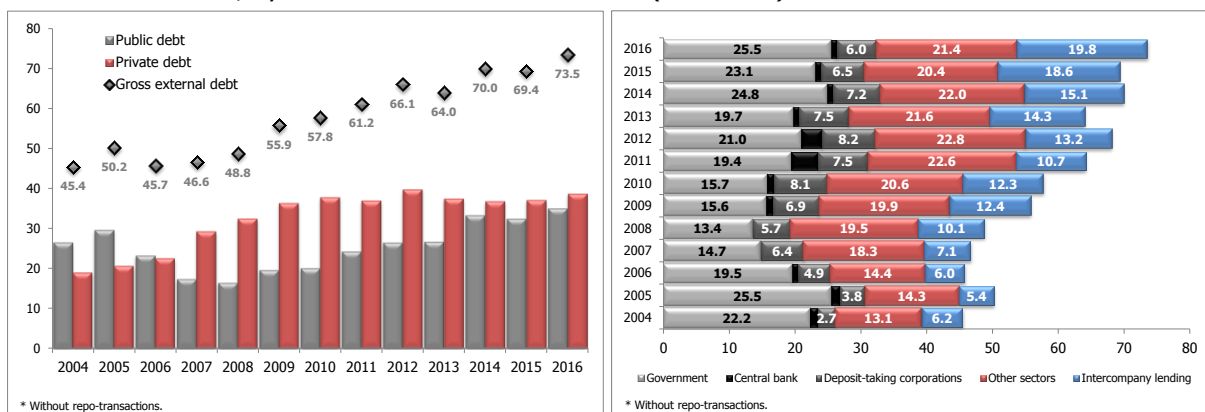 80
70
60
50
40
30
20
10
0
Public debt
Private debt
Gross external debt
45.4
50.2
45.7
46.6
48.8
55.9
57.8
61.2
66.1
64.0
70.0
69.4
73.5
2004 2005 2006 2007 2008 2009 2010 2011 2012 2013 2014 2015 2016
* Without repo-transactions.
2016 25.5 6.0 21.4 19.8
2015 23.1 6.5 20.4 18.6
2014 24.8 7.2 22.0 15.1
2013 19.7 7.5 21.6 14.3
2012 21.0 8.2 22.8 13.2
2011 19.4 7.5 22.6 10.7
2010 15.7 8.1 20.6 12.3
2009 15.6 6.9 19.9 12.4
2008 13.4 5.7 19.5 10.1
2007 14.7 6.4 18.3 7.1
2006 19.5 4.9 14.4 6.0
2005 25.5 3.8 14.3 5.4
2004 22.2 2.7 13.1 6.2
0 10 20 30 40 50 60 70 80
Government Central bank Deposit-taking corporations Other sectors Intercompany lending
* Without repo-transactions.